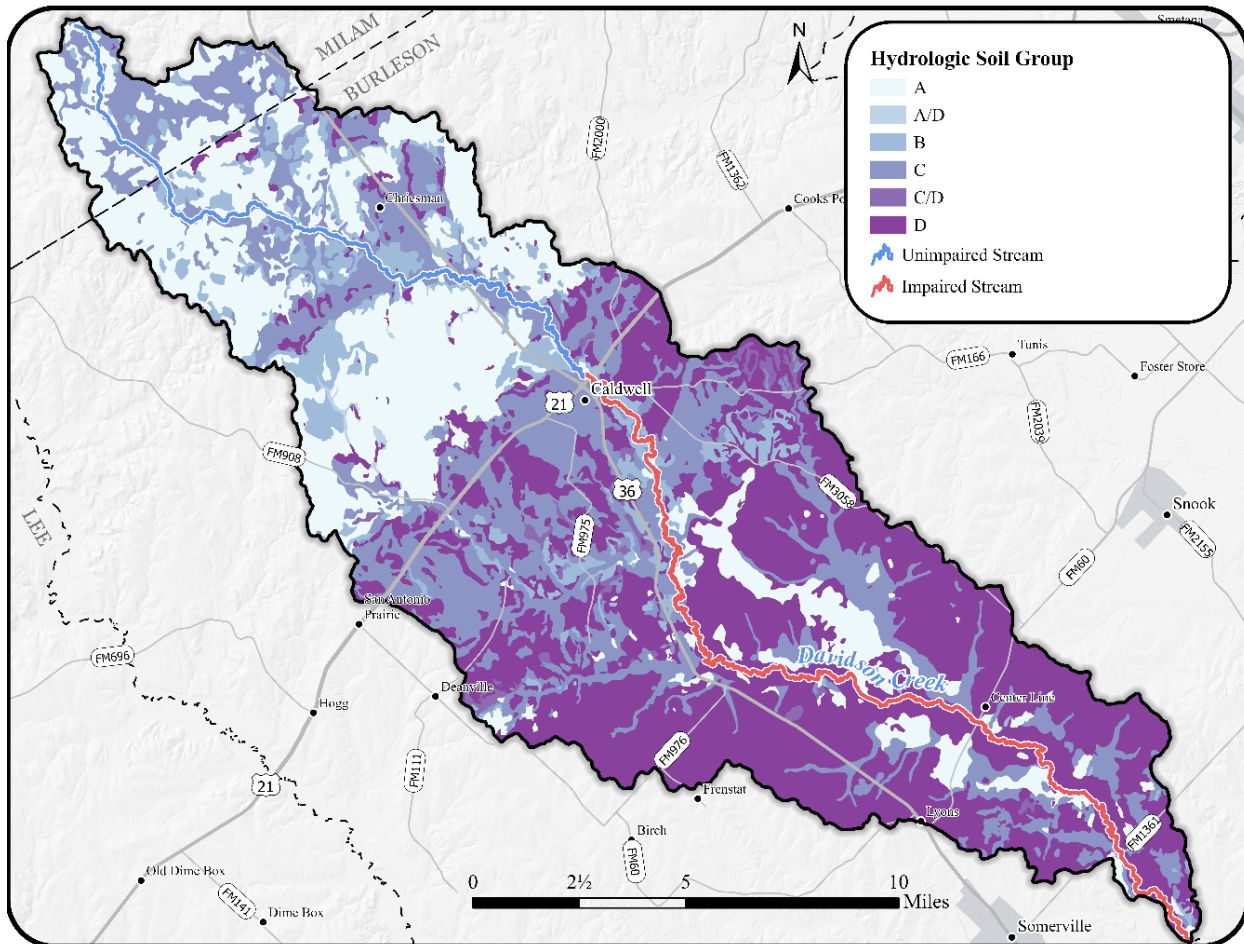 MILAM
BURLESON
N
Smetana
Hydrologic Soil Group
A
A/D
B
C
C/D
D
Unimpaired Stream
Impaired Stream
FM2000
FM1362
Chriesman
Cooks Po
FM166
Tunis
Foster Store
Caldwell
21
FM2039
FM908
36
FM3058
Snook
LEE
FM975
FM2155
FM60
San Antonio
Prairie
FM696
Davidson Creek
Deanville
Center Line
Hogg
FM976
FM111
21
Frenstat
Lyons
FM1361
Birch
FM60
Old Dime Box
0 2½ 5 10
Miles
FM141
Dime Box
Somerville